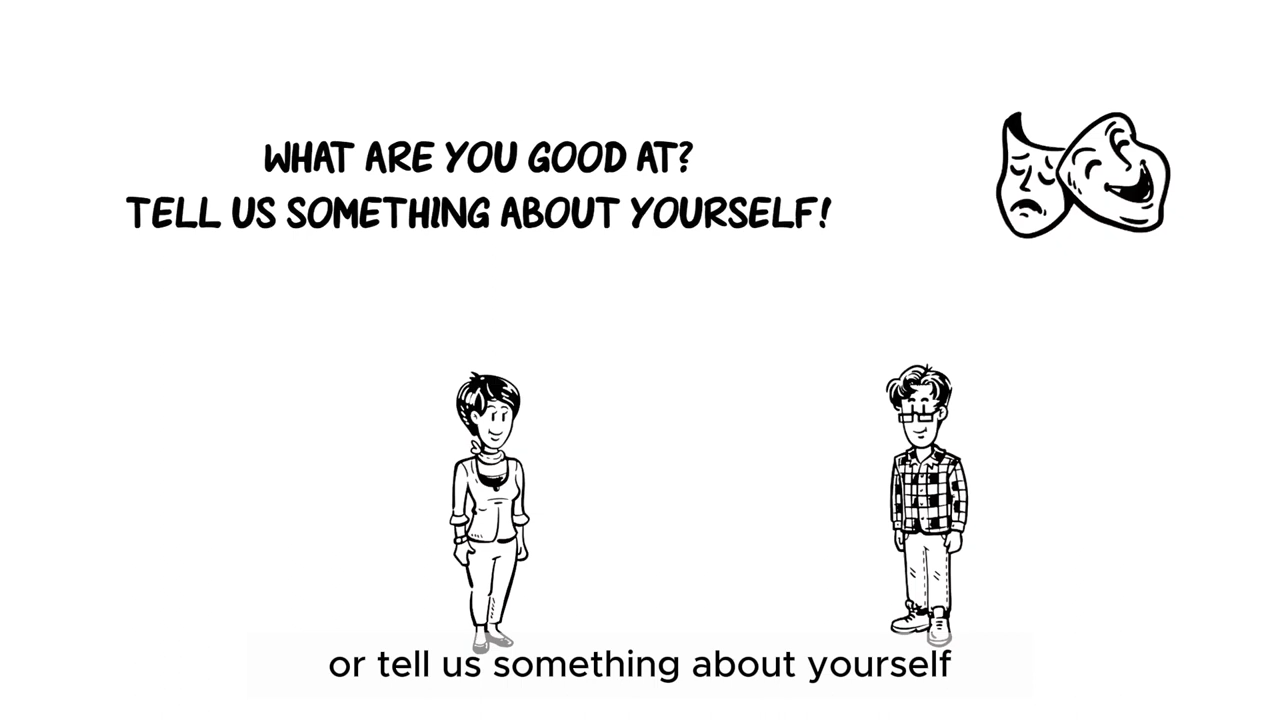 WHAT ARE YOU GOOD AT?
TELL US SOMETHING ABOUT YOURSELF!
or tell us something about yourself